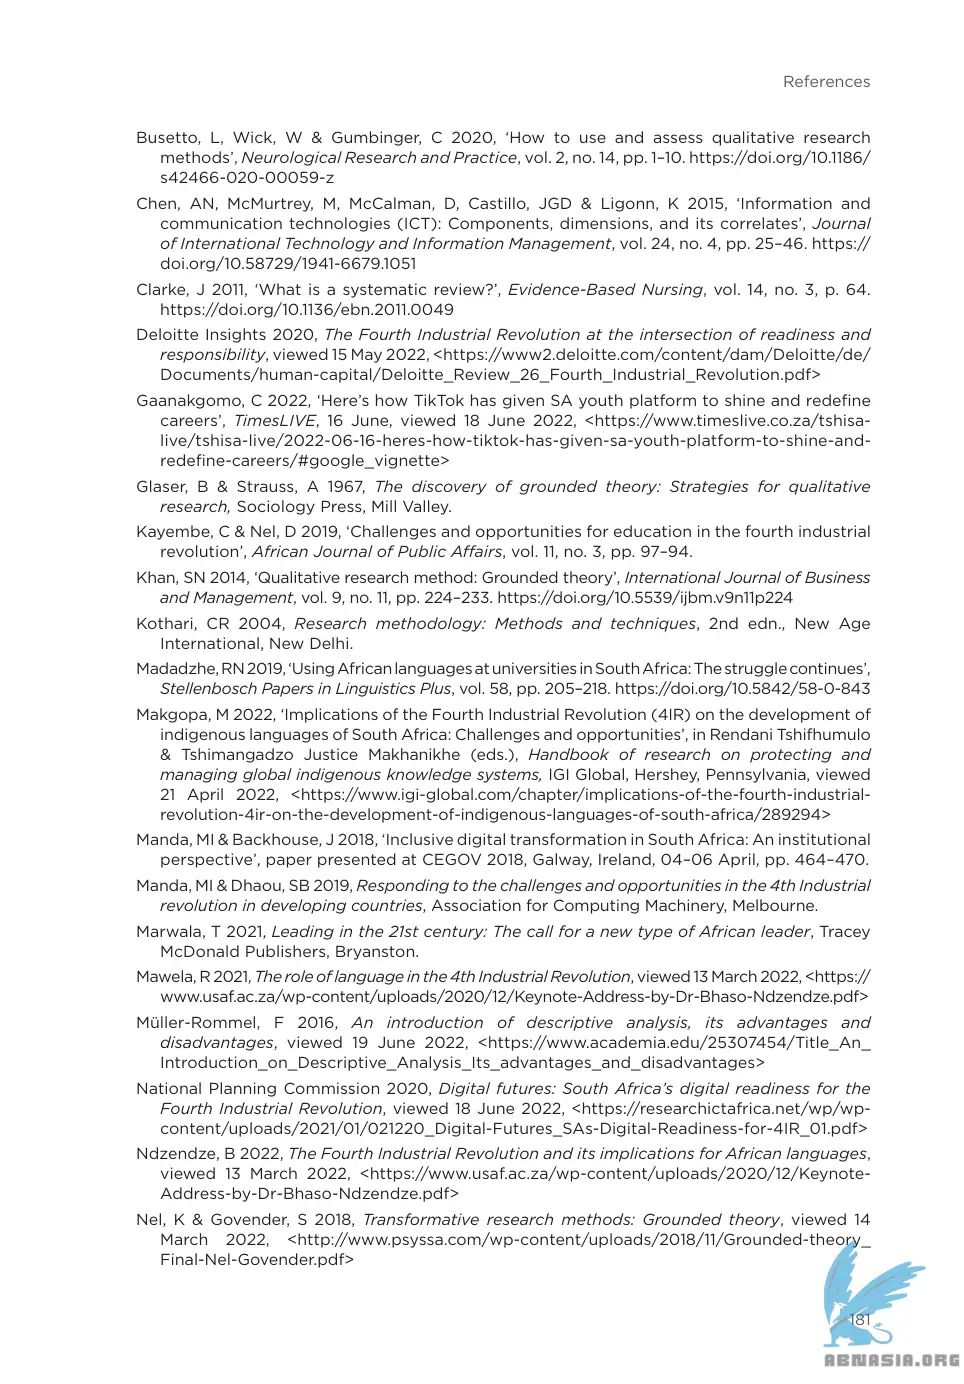 References
Busetto, L, Wick, W & Gumbinger, C 2020, ‘How to use and assess qualitative research
methods’, Neurological Research and Practice, vol. 2, no. 14, pp. 1–10. https://doi.org/10.1186/
s42466-020-00059-z
Chen, AN, McMurtrey, M, McCalman, D, Castillo, JGD & Ligonn, K 2015, ‘Information and
communication technologies (ICT): Components, dimensions, and its correlates’, Journal
of International Technology and Information Management, vol. 24, no. 4, pp. 25–46. https://
doi.org/10.58729/1941-6679.1051
Clarke, J 2011, ‘What is a systematic review?’, Evidence-Based Nursing, vol. 14, no. 3, p. 64.
https://doi.org/10.1136/ebn.2011.0049
Deloitte Insights 2020, The Fourth Industrial Revolution at the intersection of readiness and
responsibility, viewed 15 May 2022, <https://www2.deloitte.com/content/dam/Deloitte/de/
Documents/human-capital/Deloitte_Review_26_Fourth_Industrial_Revolution.pdf>
Gaanakgomo, C 2022, ‘Here’s how TikTok has given SA youth platform to shine and redefine
careers’, TimesLIVE, 16 June, viewed 18 June 2022, <https://www.timeslive.co.za/tshisa-
live/tshisa-live/2022-06-16-heres-how-tiktok-has-given-sa-youth-platform-to-shine-and-
redefine-careers/#google_vignette>
Glaser, B & Strauss, A 1967, The discovery of grounded theory: Strategies for qualitative
research, Sociology Press, Mill Valley.
Kayembe, C & Nel, D 2019, ‘Challenges and opportunities for education in the fourth industrial
revolution’, African Journal of Public Affairs, vol. 11, no. 3, pp. 97–94.
Khan, SN 2014, ‘Qualitative research method: Grounded theory’, International Journal of Business
and Management, vol. 9, no. 11, pp. 224–233. https://doi.org/10.5539/ijbm.v9n11p224
Kothari, CR 2004, Research methodology: Methods and techniques, 2nd edn., New Age
International, New Delhi.
Madadzhe, RN 2019, ‘Using African languages at universities in South Africa: The struggle continues’,
Stellenbosch Papers in Linguistics Plus, vol. 58, pp. 205–218. https://doi.org/10.5842/58-0-843
Makgopa, M 2022, ‘Implications of the Fourth Industrial Revolution (4IR) on the development of
indigenous languages of South Africa: Challenges and opportunities’, in Rendani Tshifhumulo
& Tshimangadzo Justice Makhanikhe (eds.), Handbook of research on protecting and
managing global indigenous knowledge systems, IGI Global, Hershey, Pennsylvania, viewed
21 April 2022, <https://www.igi-global.com/chapter/implications-of-the-fourth-industrial-
revolution-4ir-on-the-development-of-indigenous-languages-of-south-africa/289294>
Manda, MI & Backhouse, J 2018, ‘Inclusive digital transformation in South Africa: An institutional
perspective’, paper presented at CEGOV 2018, Galway, Ireland, 04–06 April, pp. 464–470.
Manda, MI & Dhaou, SB 2019, Responding to the challenges and opportunities in the 4th Industrial
revolution in developing countries, Association for Computing Machinery, Melbourne.
Marwala, T 2021, Leading in the 21st century: The call for a new type of African leader, Tracey
McDonald Publishers, Bryanston.
Mawela, R 2021, The role of language in the 4th Industrial Revolution, viewed 13 March 2022, <https://
www.usaf.ac.za/wp-content/uploads/2020/12/Keynote-Address-by-Dr-Bhaso-Ndzendze.pdf>
Müller-Rommel, F 2016, An introduction of descriptive analysis, its advantages and
disadvantages, viewed 19 June 2022, <https://www.academia.edu/25307454/Title_An_
Introduction_on_Descriptive_Analysis_Its_advantages_and_disadvantages>
National Planning Commission 2020, Digital futures: South Africa’s digital readiness for the
Fourth Industrial Revolution, viewed 18 June 2022, <https://researchictafrica.net/wp/wp-
content/uploads/2021/01/021220_Digital-Futures_SAs-Digital-Readiness-for-4IR_01.pdf>
Ndzendze, B 2022, The Fourth Industrial Revolution and its implications for African languages,
viewed 13 March 2022, <https://www.usaf.ac.za/wp-content/uploads/2020/12/Keynote-
Address-by-Dr-Bhaso-Ndzendze.pdf>
Nel, K & Govender, S 2018, Transformative research methods: Grounded theory, viewed 14
March 2022, <http://www.psyssa.com/wp-content/uploads/2018/11/Grounded-theory_
Final-Nel-Govender.pdf>
181
ABNASIA.ORG